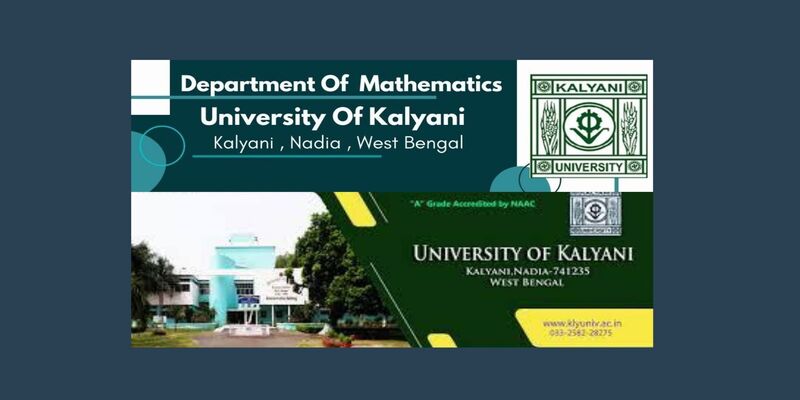 Department Of Mathematics
University Of Kalyani
Kalyani , Nadia , West Bengal
KALYANI
UNIVERSITY
"A" Grade Accredited by NAAC
UNIVERSITY OF KALYANI
KALYANI,NADIA-741235
WEST BENGAL
www.klyuniv.ac.in
033-2582-28275